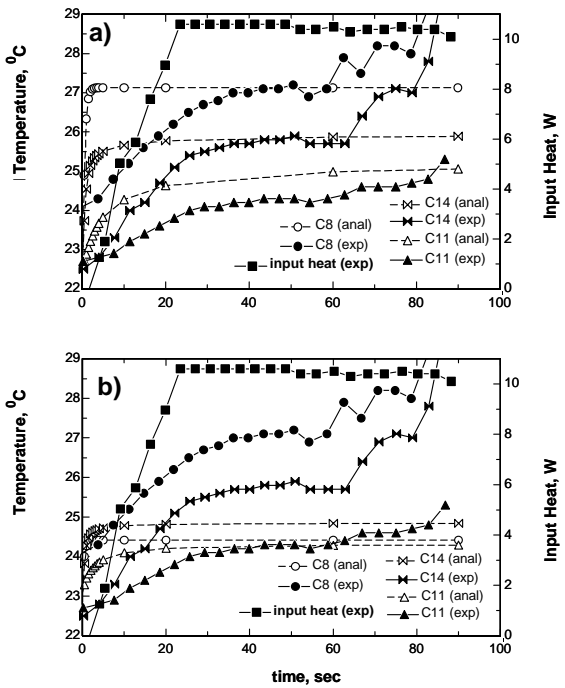 29
28
27
26
25
24
23
22
a)
Temperature, ⁰C
10
8
6
4
2
0
Input Heat, W
C8 (anal)
C8 (exp)
input heat (exp)
C14 (anal)
C14 (exp)
C11 (anal)
C11 (exp)
0 20 40 60 80 100
29
28
27
26
25
24
23
22
b)
Temperature, ⁰C
10
8
6
4
2
0
Input Heat, W
C8 (anal)
C8 (exp)
input heat (exp)
C14 (anal)
C14 (exp)
C11 (anal)
C11 (exp)
0 20 40 60 80 100
time, sec